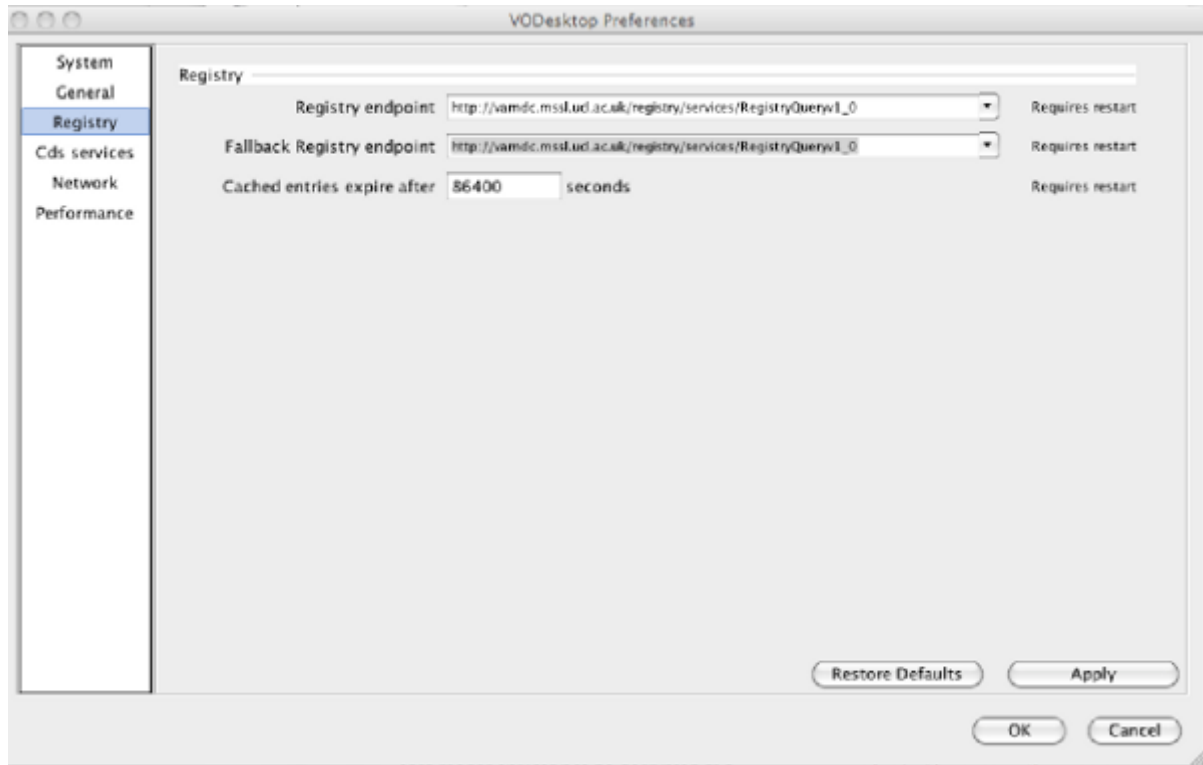 VODesktop Preferences
System
General
Registry
Cds services
Network
Performance
Registry
Registry endpoint http://vamdc.mssl.ucl.ac.uk/registry/services/RegistryQueryv1_0 Requires restart
Fallback Registry endpoint http://vamdc.mssl.ucl.ac.uk/registry/services/RegistryQueryv1_0 Requires restart
Cached entries expire after 86400 seconds Requires restart
Restore Defaults Apply
OK Cancel